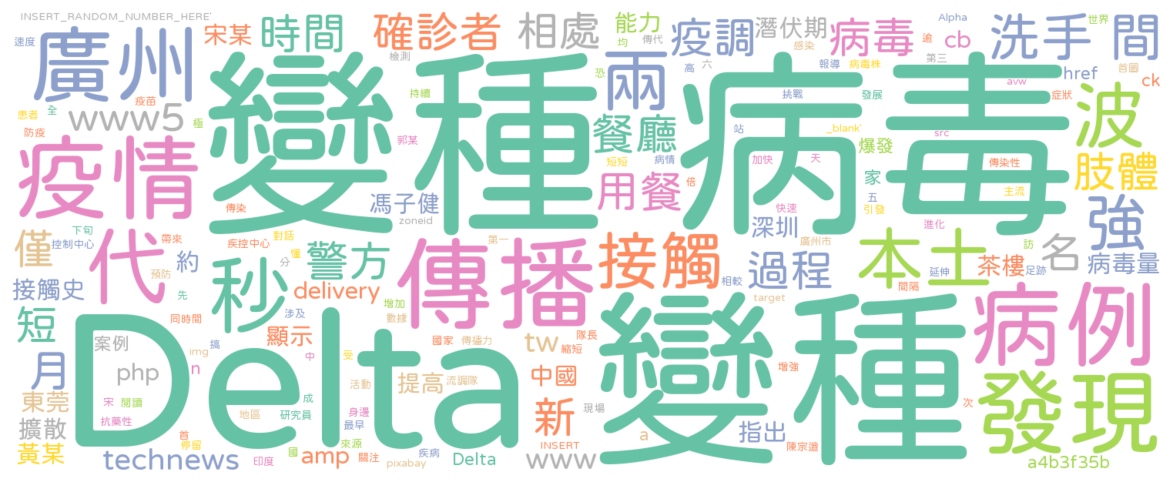 INSERT_RANDOM_NUMBER_HERE'
速度
廣州
宋某
時間
確診者
檢測
相處
能力
均
傳代
疫調
潛伏期
感染
病毒
逾
Alpha
cb
洗手
世界
間
疫苗
www5
患者
全
防疫
極
變種
持續
恐
兩
高
六
報導
病毒株
第三
首圖
href
avw
ck
症狀
挑戰
發展
病毒
波
疫情
郭某
餐廳
站
_blank'
src
爆發
短短
病情
加快
天
傳染性
肢體
用餐
倍
家
五
主流
引發
傳染
馮子健
zoneid
快速
深圳
進化
強
僅
下旬
控制中心
代
帶來
疾控中心
對話
僅
第一
廣州市
訪
名
約
分
警方
傳播
接觸
過程
本土
延伸
足跡
茶樓
病毒量
預防
接觸史
先
秒
delivery
增加
數據
相較
target
間隔
短
同時間
涉及
國家
傳播力
tw
隊長
縮短
病例
案例
img
搞
顯示
Delta
變種
月
php
n
中
受
活動
提高
流調隊
中國
增強
東莞
宋
閱讀
成
地區
研究員
身邊
最早
新
現場
次
發現
擴散
抗藥性
首
停留
國
來源
a
指出
陳宗道
黃某
technews
印度
amp
關注
pixabay
疾病
Delta
INSERT
www
a4b3f35b